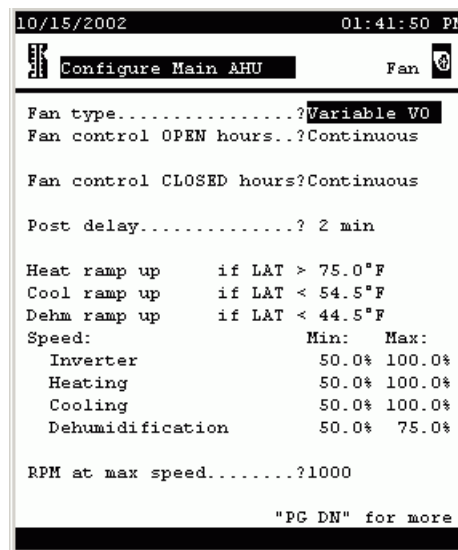 10/15/2002 01:41:50 PM
Configure Main AHU Fan
Fan type................?Variable VO
Fan control OPEN hours..?Continuous
Fan control CLOSED hours?Continuous
Post delay..............? 2 min
Heat ramp up if LAT > 75.0°F
Cool ramp up if LAT < 54.5°F
Dehm ramp up if LAT < 44.5°F
Speed: Min: Max:
Inverter 50.0% 100.0%
Heating 50.0% 100.0%
Cooling 50.0% 100.0%
Dehumidification 50.0% 75.0%
RPM at max speed........?1000
"PG DN" for more